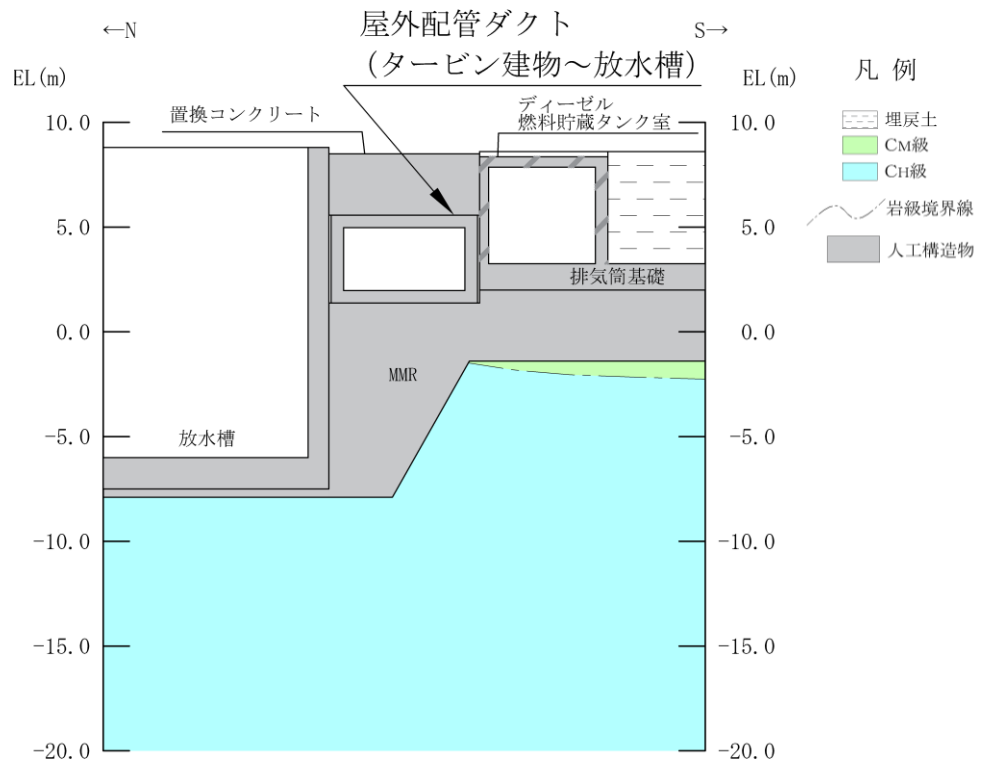 ←N
屋外配管ダクト
(タービン建物～放水槽)
S→
EL(m)
EL(m)
凡 例
置換コンクリート
ディーゼル
燃料貯蔵タンク室
埋戻土
CM級
CH級
岩級境界線
人工構造物
10.0
5.0
0.0
-5.0
-10.0
-15.0
-20.0
10.0
5.0
0.0
-5.0
-10.0
-15.0
-20.0
排気筒基礎
MMR
放水槽